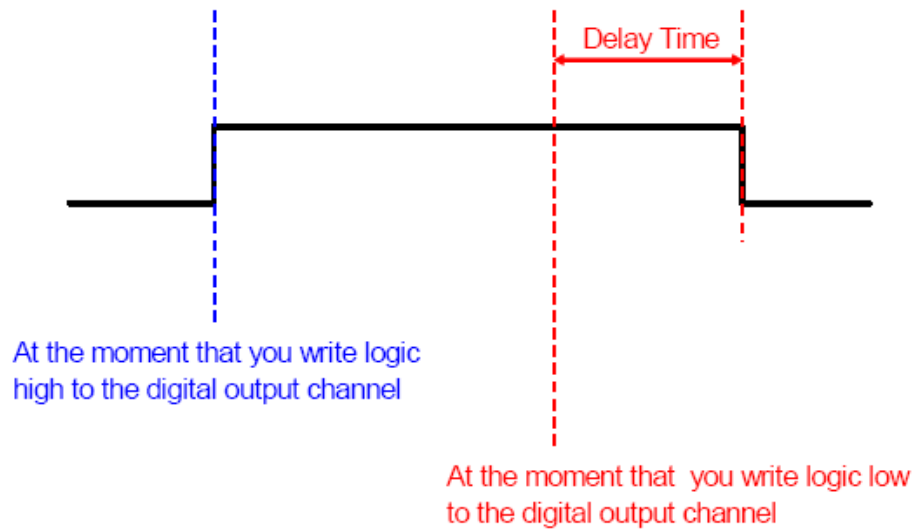 Delay Time
At the moment that you write logic
high to the digital output channel
At the moment that you write logic low
to the digital output channel